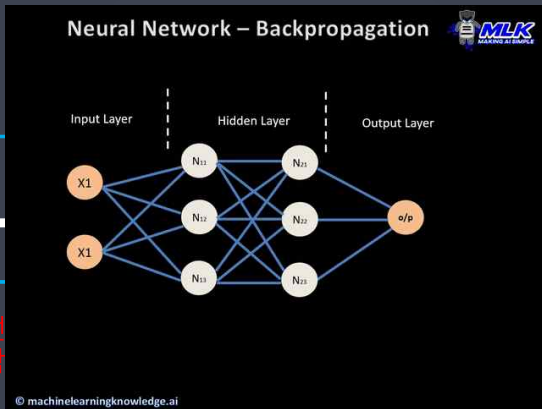 Neural Network – Backpropagation
MLK
MAKING AI SIMPLE
Input Layer
Hidden Layer
Output Layer
X1
X1
N11
N12
N13
N21
N22
N23
o/p
© machinelearningknowledge.ai